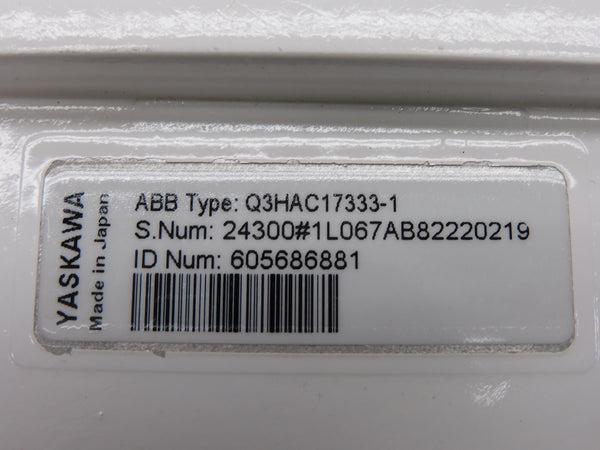 YASKAWA
Made in Japan
ABB Type: Q3HAC17333-1
S.Num: 24300#1L067AB82220219
ID Num: 605686881